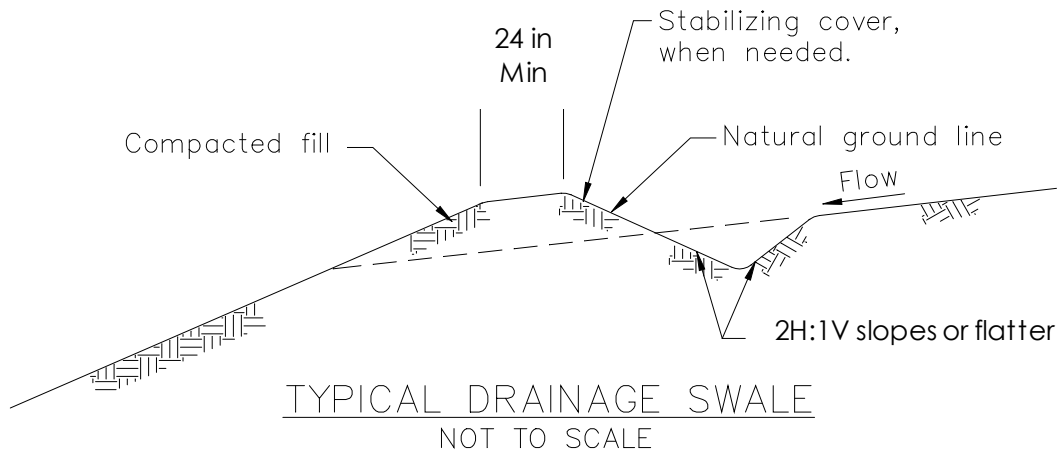 24 in
Min
Stabilizing cover,
when needed.
Compacted fill
Natural ground line
Flow
2H:1V slopes or flatter
TYPICAL DRAINAGE SWALE
NOT TO SCALE